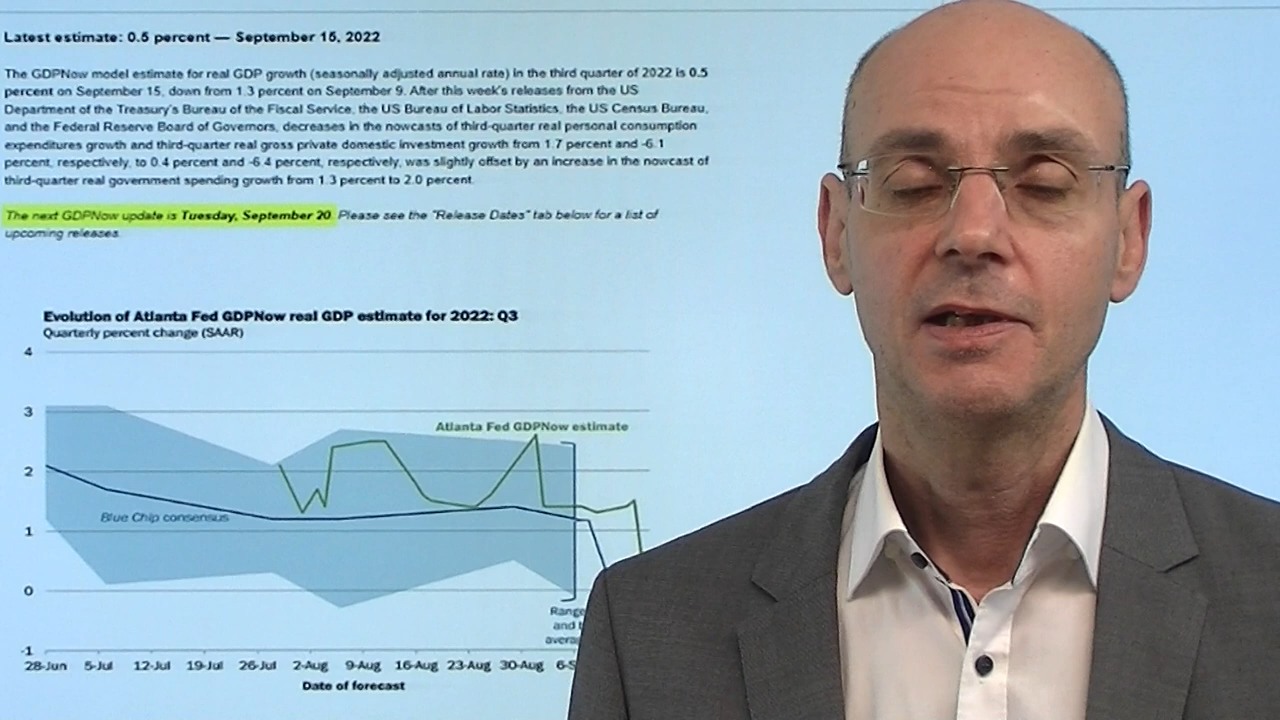 Latest estimate: 0.5 percent — September 15, 2022
The GDPNow model estimate for real GDP growth (seasonally adjusted annual rate) in the third quarter of 2022 is 0.5
percent on September 15, down from 1.3 percent on September 9. After this week's releases from the US
Department of the Treasury's Bureau of the Fiscal Service, the US Bureau of Labor Statistics, the US Census Bureau,
and the Federal Reserve Board of Governors, decreases in the nowcasts of third-quarter real personal consumption
expenditures growth and third-quarter real gross private domestic investment growth from 1.7 percent and -6.1
percent, respectively, to 0.4 percent and -6.4 percent, respectively, was slightly offset by an increase in the nowcast of
third-quarter real government spending growth from 1.3 percent to 2.0 percent.
The next GDPNow update is Tuesday, September 20. Please see the "Release Dates" tab below for a list of
upcoming releases.
Evolution of Atlanta Fed GDPNow real GDP estimate for 2022: Q3
Quarterly percent change (SAAR)
4
3
Atlanta Fed GDPNow estimate
2
Blue Chip consensus
1
0
Range
and b
avera
-1
28-Jun 5-Jul 12-Jul 19-Jul 26-Jul 2-Aug 9-Aug 16-Aug 23-Aug 30-Aug 6-S
Date of forecast